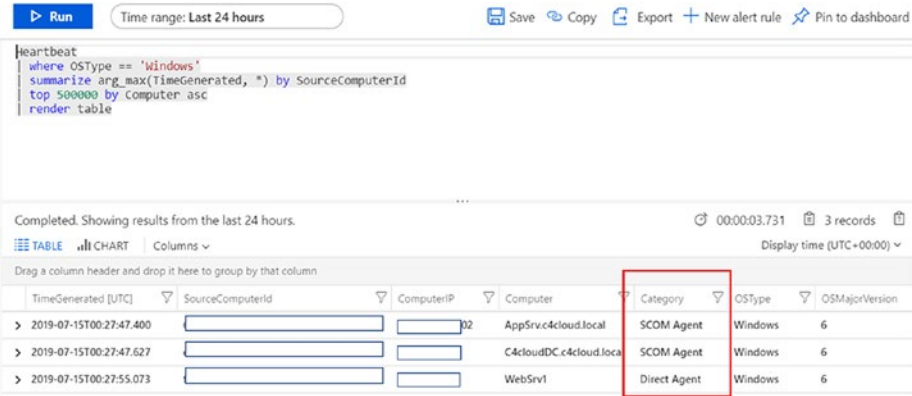 Run
Time range: Last 24 hours
Save Copy Export New alert rule Pin to dashboard
Heartbeat
| where OSType == 'Windows'
| summarize arg_max(TimeGenerated, *) by SourceComputerId
| top 500000 by Computer asc
| render table
...
Completed. Showing results from the last 24 hours.
00:00:03.731 3 records
TABLE CHART Columns
Display time (UTC+00:00)
Drag a column header and drop it here to group by that column
TimeGenerated [UTC] SourceComputerId ComputerIP Computer Category OSType OSMajorVersion
2019-07-15T00:27:47.400 02 AppSrv.c4cloud.local SCOM Agent Windows 6
2019-07-15T00:27:47.627 C4cloudDC.c4cloud.loca SCOM Agent Windows 6
2019-07-15T00:27:55.073 WebSrv1 Direct Agent Windows 6